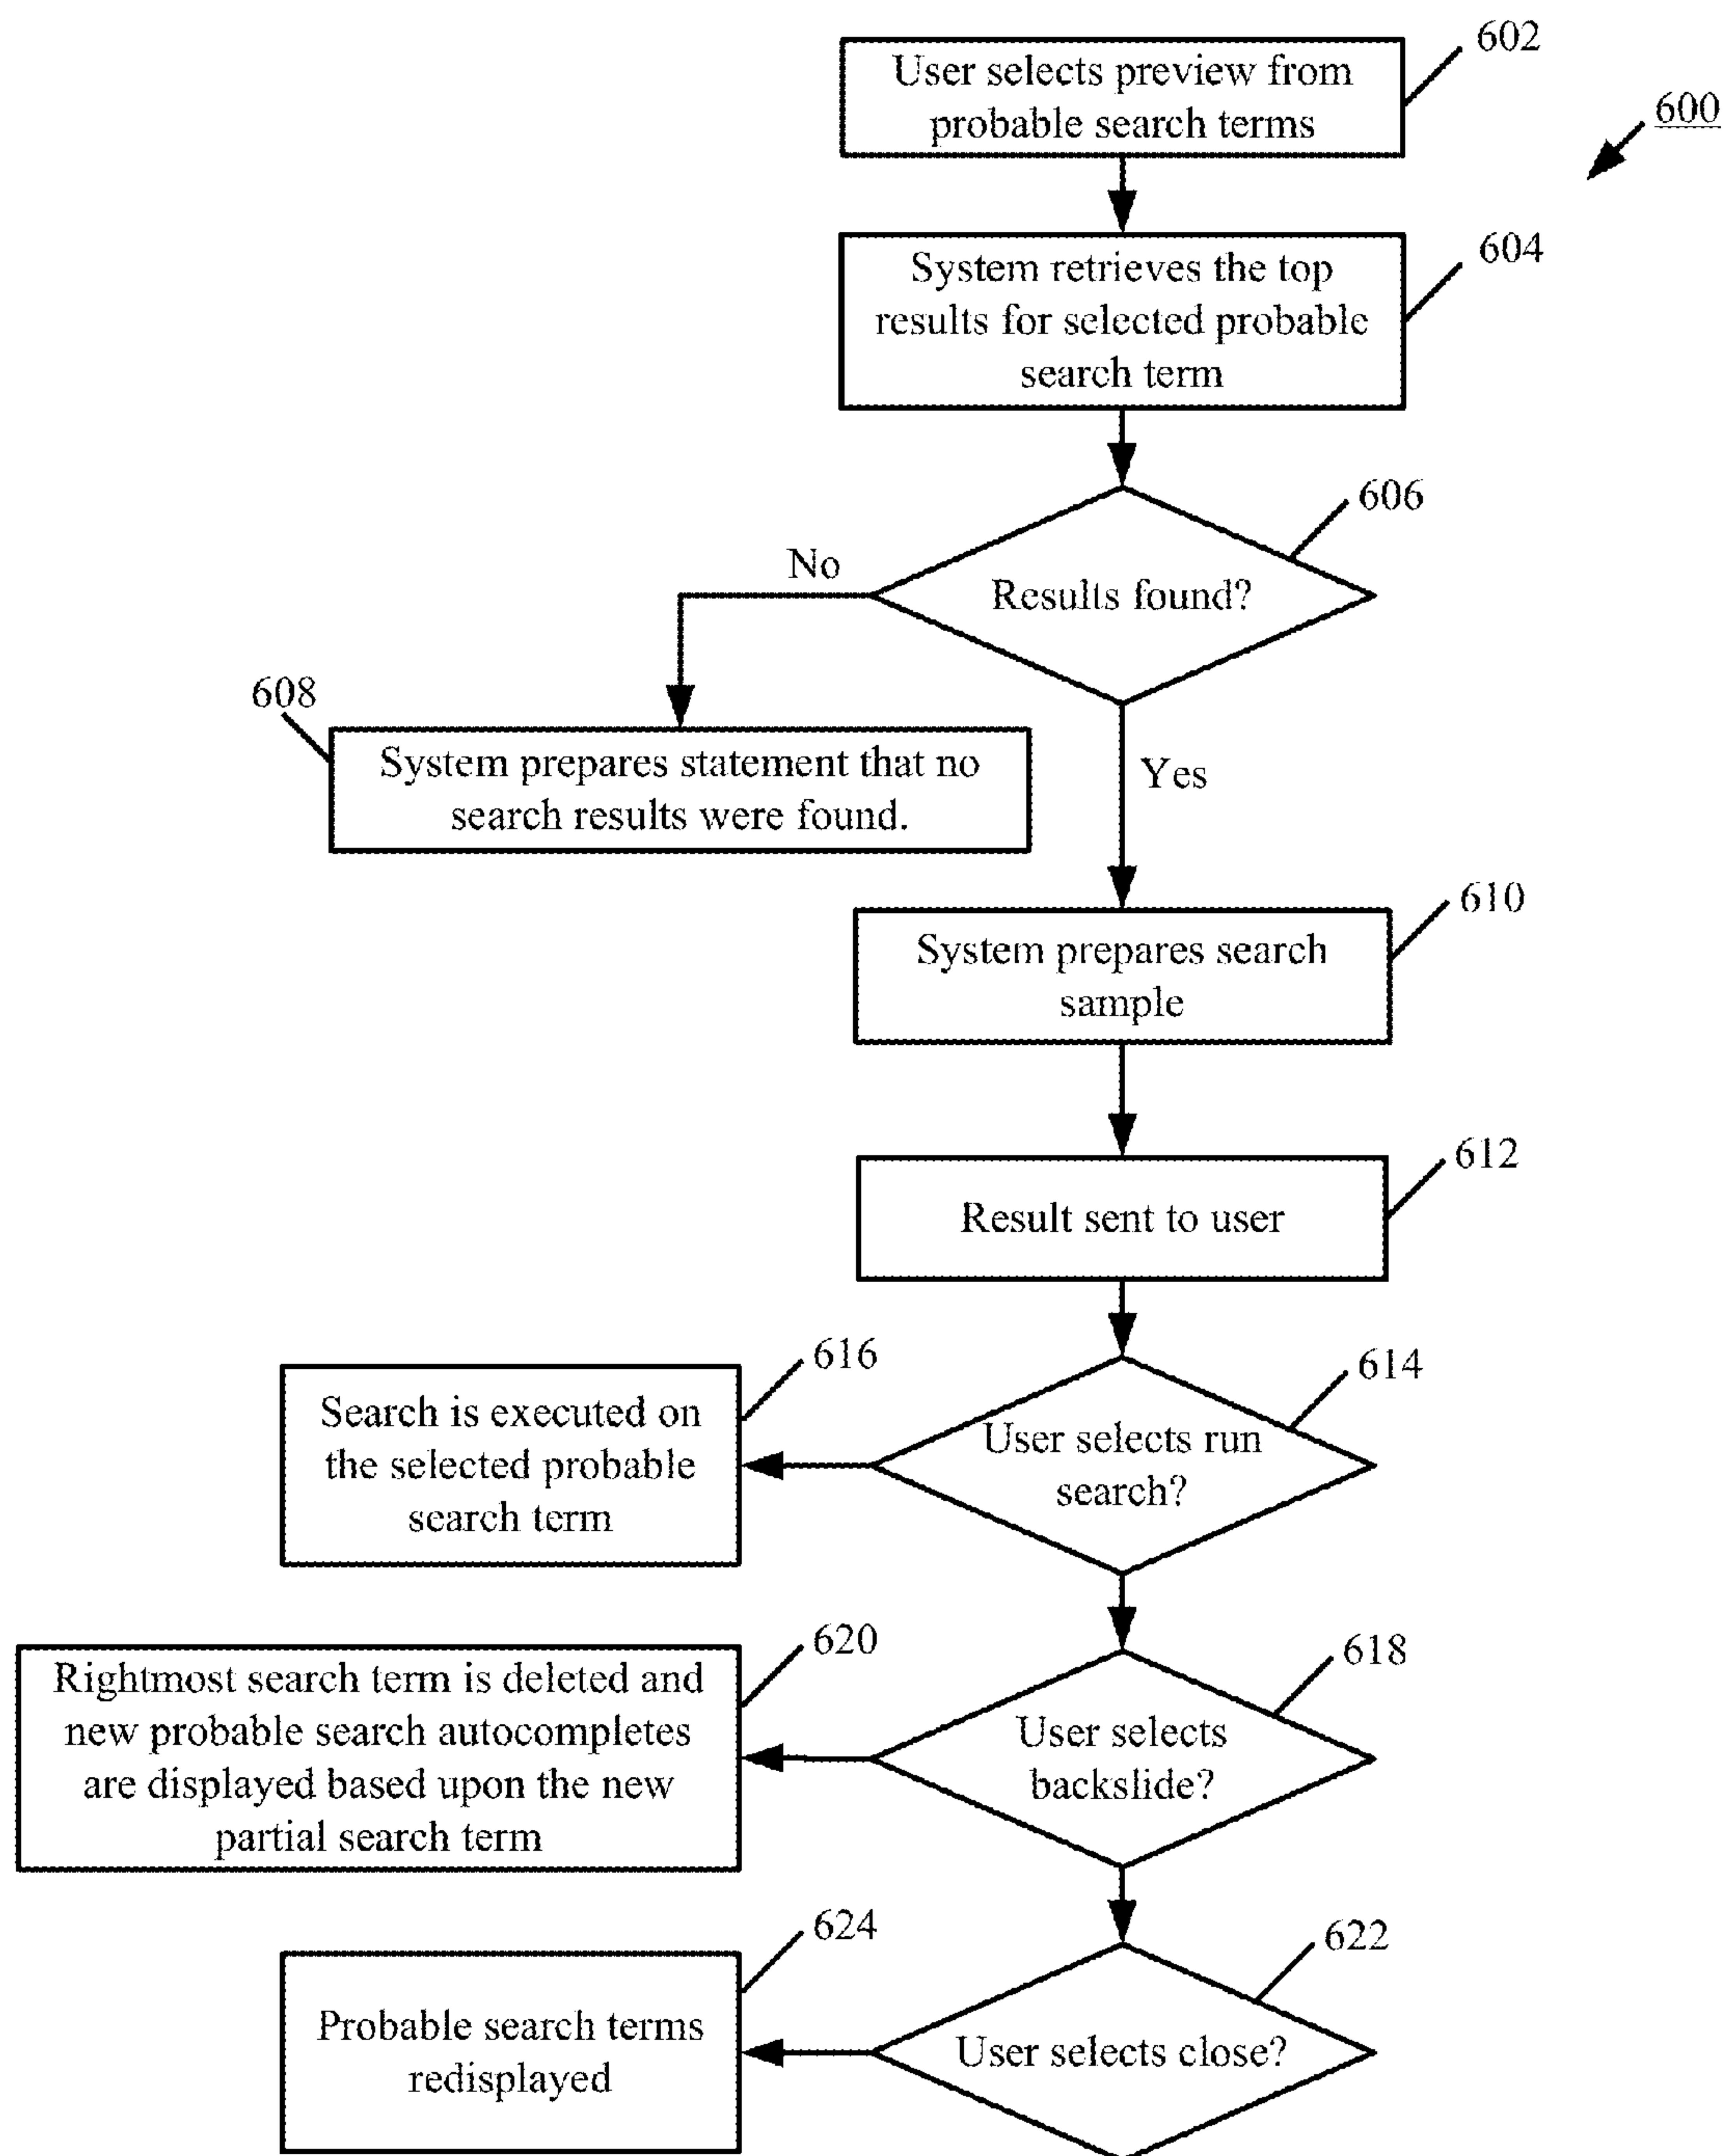 602
User selects preview from
probable search terms
600
604
System retrieves the top
results for selected probable
search term
606
No
Results found?
608
System prepares statement that no
search results were found.
Yes
610
System prepares search
sample
612
Result sent to user
616
614
Search is executed on
the selected probable
search term
User selects run
search?
620
618
Rightmost search term is deleted and
new probable search autocompletes
are displayed based upon the new
partial search term
User selects
backslide?
624
622
Probable search terms
redisplayed
User selects close?